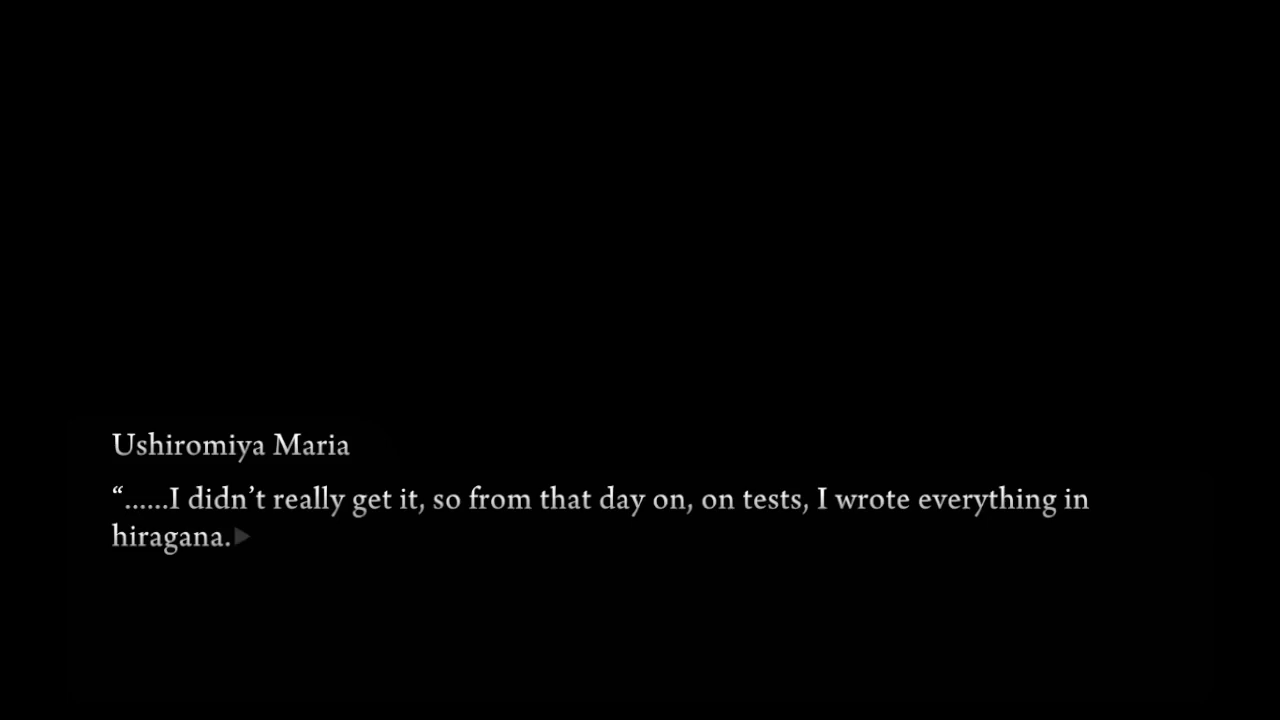 Ushiromiya Maria
“......I didn’t really get it, so from that day on, on tests, I wrote everything in
hiragana.